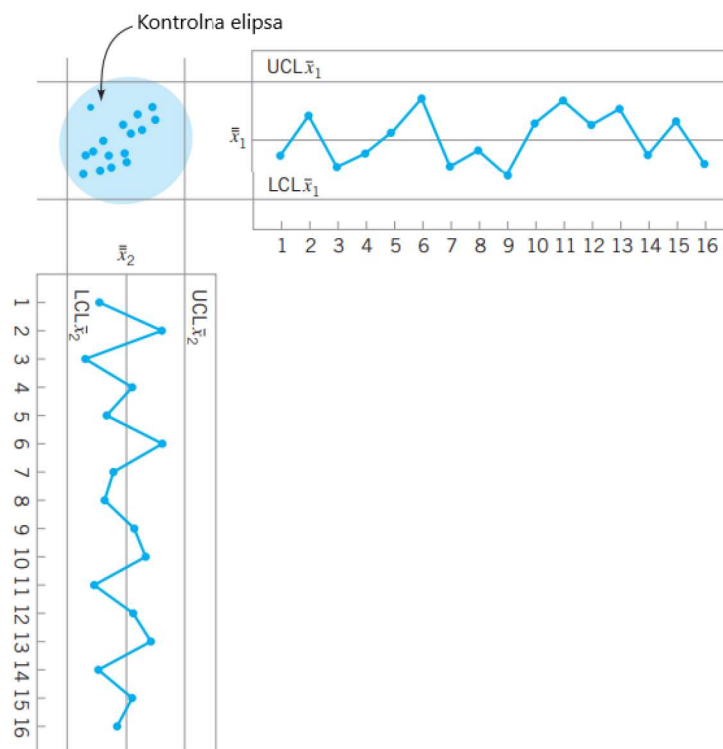 Kontrolna elipsa
UCL x̄₁
x̿₁
LCL x̄₁
1 2 3 4 5 6 7 8 9 10 11 12 13 14 15 16
x̿₂
LCL x̄₂
UCL x̄₂
1
2
3
4
5
6
7
8
9
10
11
12
13
14
15
16